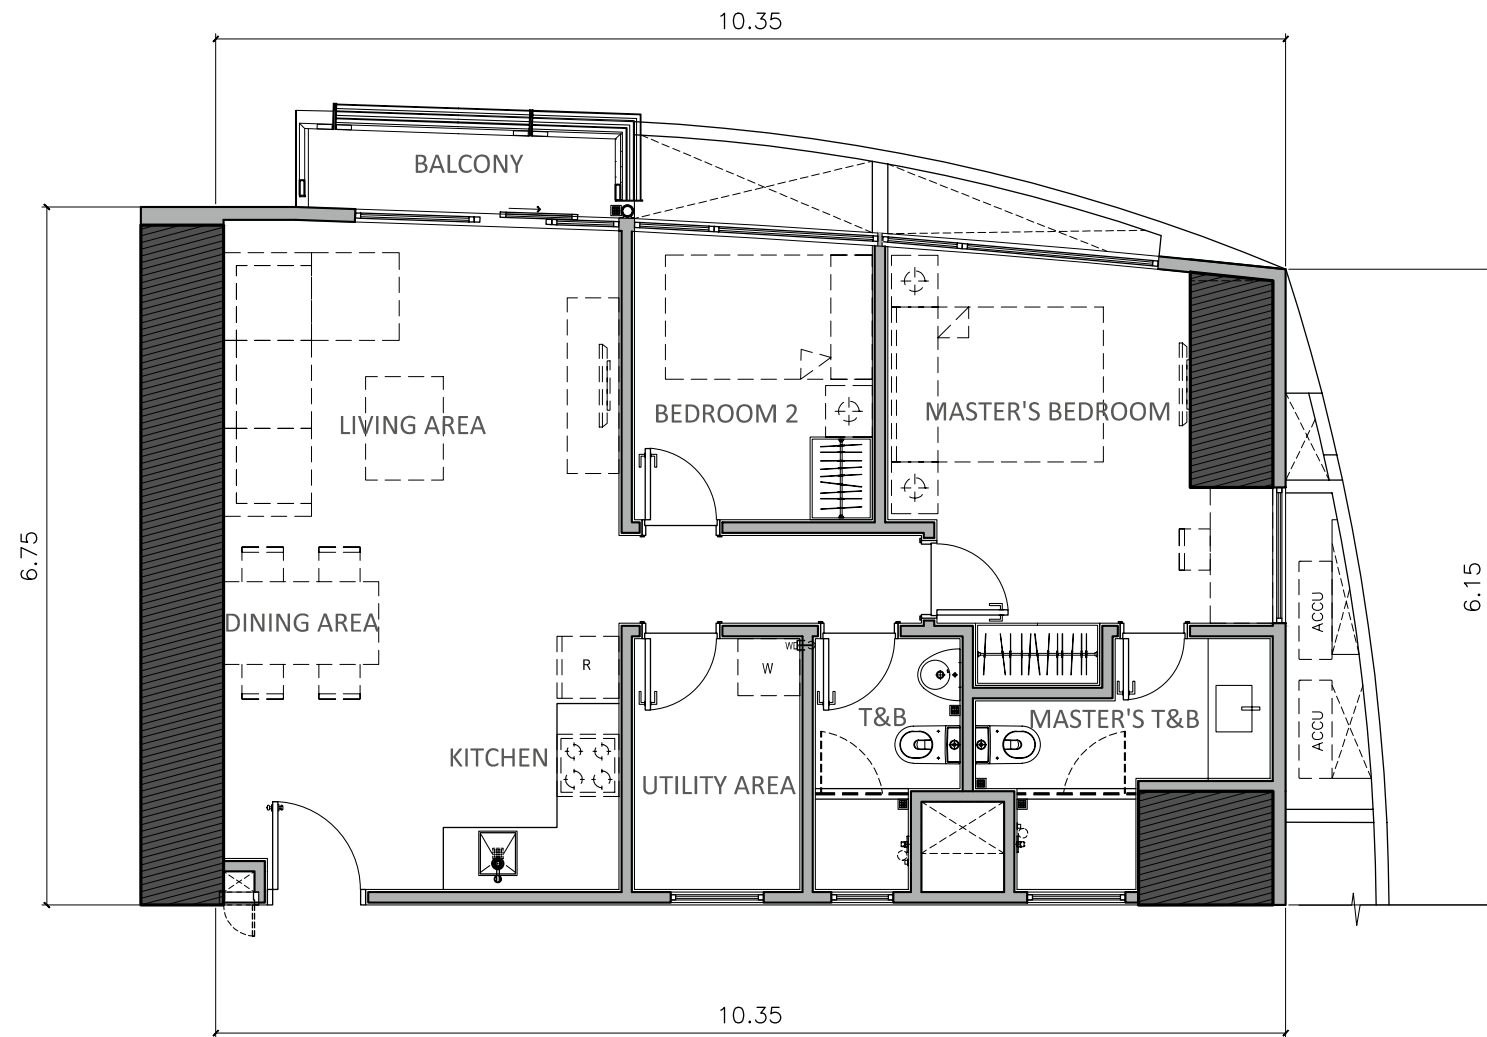 10.35
BALCONY
LIVING AREA
BEDROOM 2
MASTER'S BEDROOM
6.75
6.15
DINING AREA
ACCU
R
W
T&B
MASTER'S T&B
ACCU
KITCHEN
UTILITY AREA
10.35